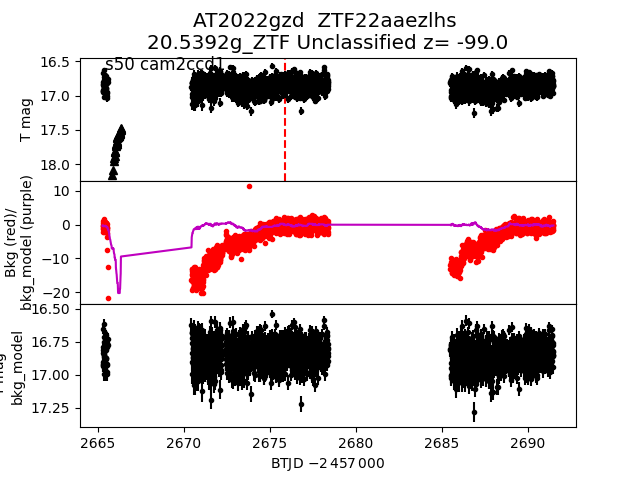 AT2022gzd  ZTF22aaezlhs
20.5392g_ZTF Unclassified z= -99.0
s50 cam2ccd1
16.5
17.0
17.5
18.0
T mag
10
0
−10
−20
Bkg (red)/
bkg_model (purple)
16.50
16.75
17.00
17.25
mag
bkg_model
2665
2670
2675
2680
2685
2690
BTJD −2 457 000